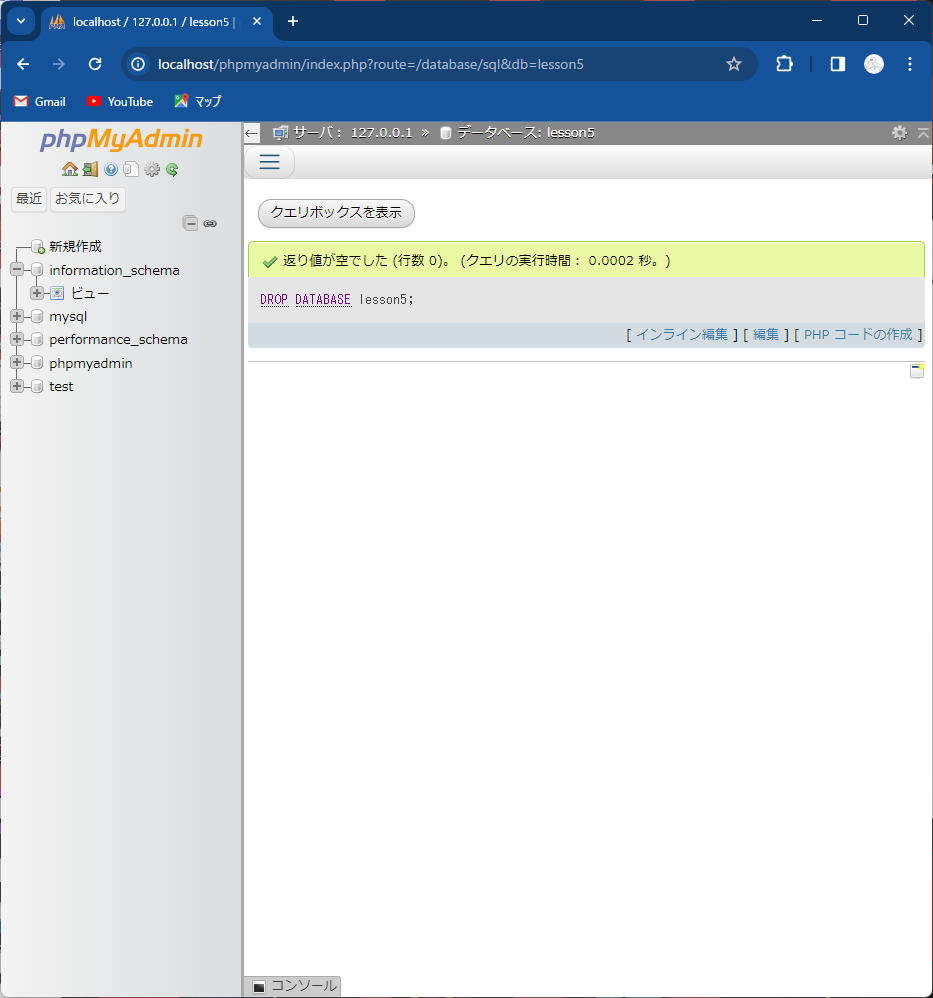 localhost / 127.0.0.1 / lesson5 |
localhost/phpmyadmin/index.php?route=/database/sql&db=lesson5
Gmail YouTube マップ
phpMyAdmin
サーバ: 127.0.0.1 » データベース: lesson5
最近 お気に入り
クエリボックスを表示
新規作成
information_schema
ビュー
mysql
performance_schema
phpmyadmin
test
返り値が空でした (行数 0)。 (クエリの実行時間: 0.0002 秒。)
DROP DATABASE lesson5;
[ インライン編集 ] [ 編集 ] [ PHP コードの作成 ]
コンソール